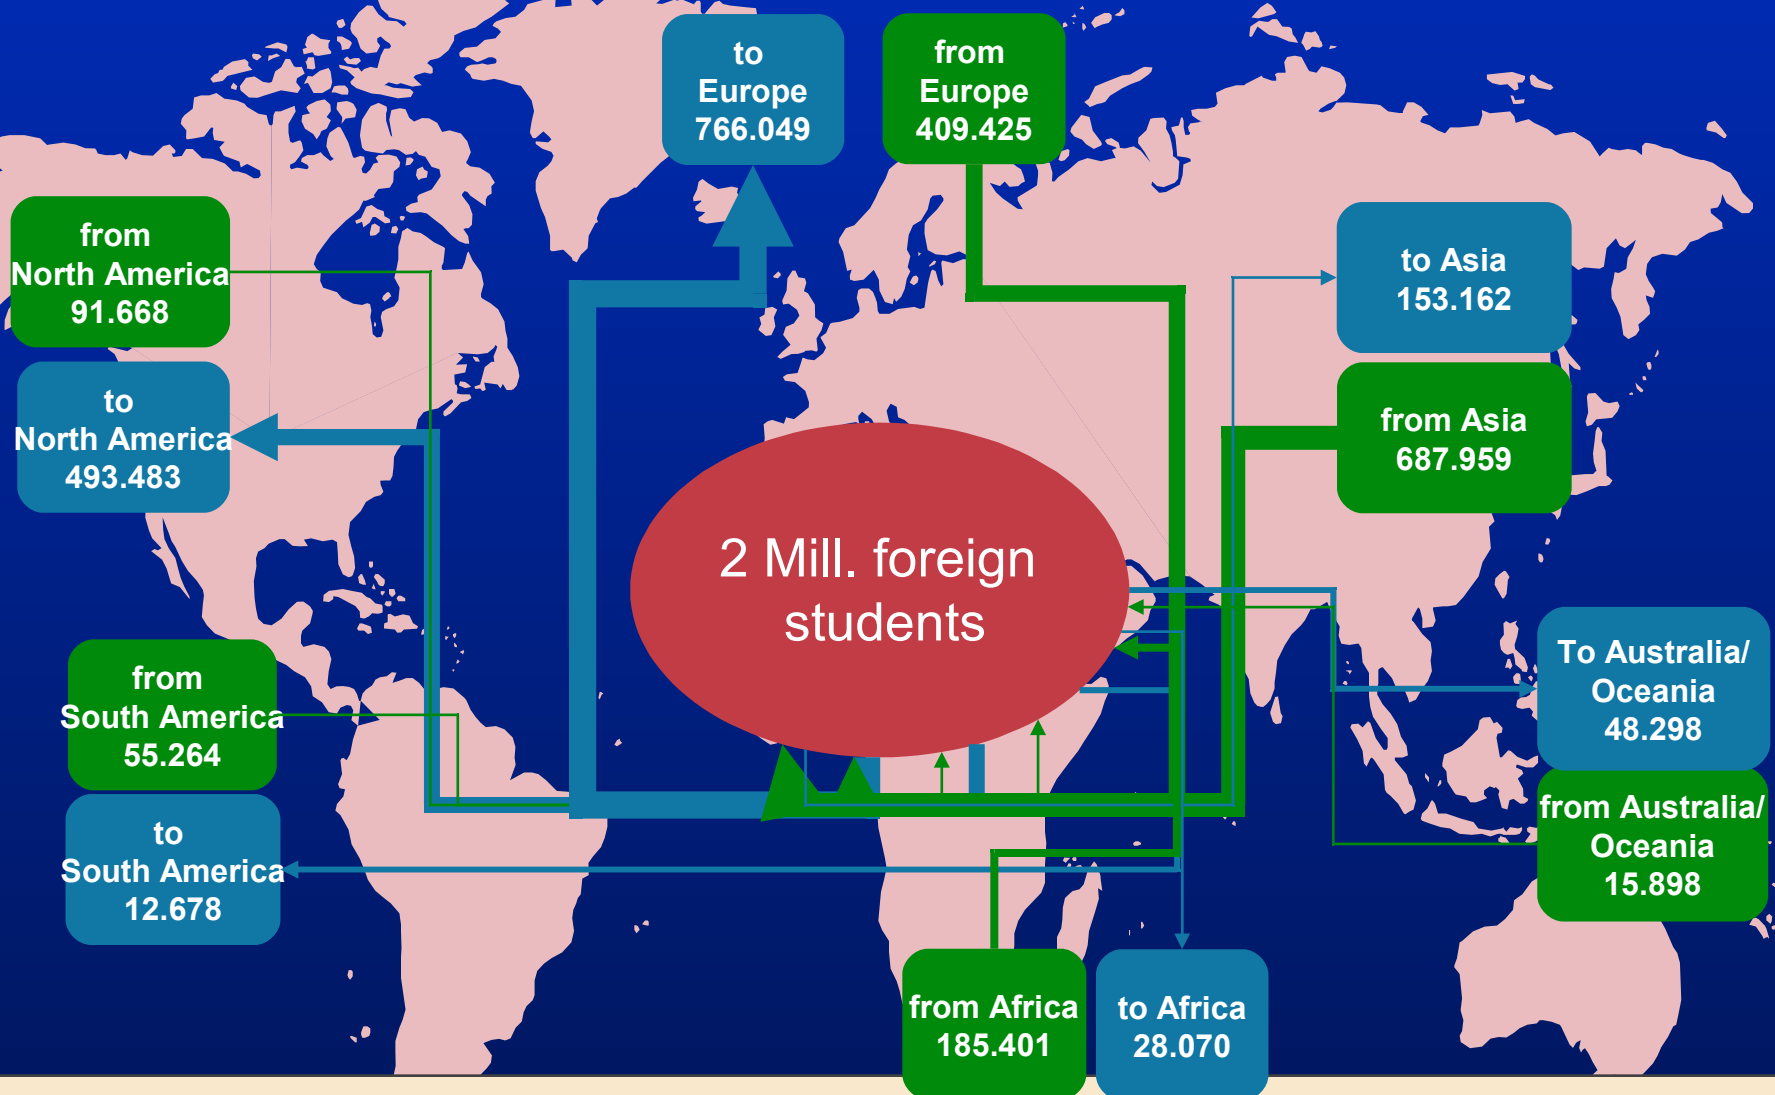 to
Europe
766.049
from
Europe
409.425
from
North America
91.668
to Asia
153.162
to
North America
493.483
from Asia
687.959
2 Mill. foreign
students
from
South America
55.264
To Australia/
Oceania
48.298
to
South America
12.678
from Australia/
Oceania
15.898
from Africa
185.401
to Africa
28.070